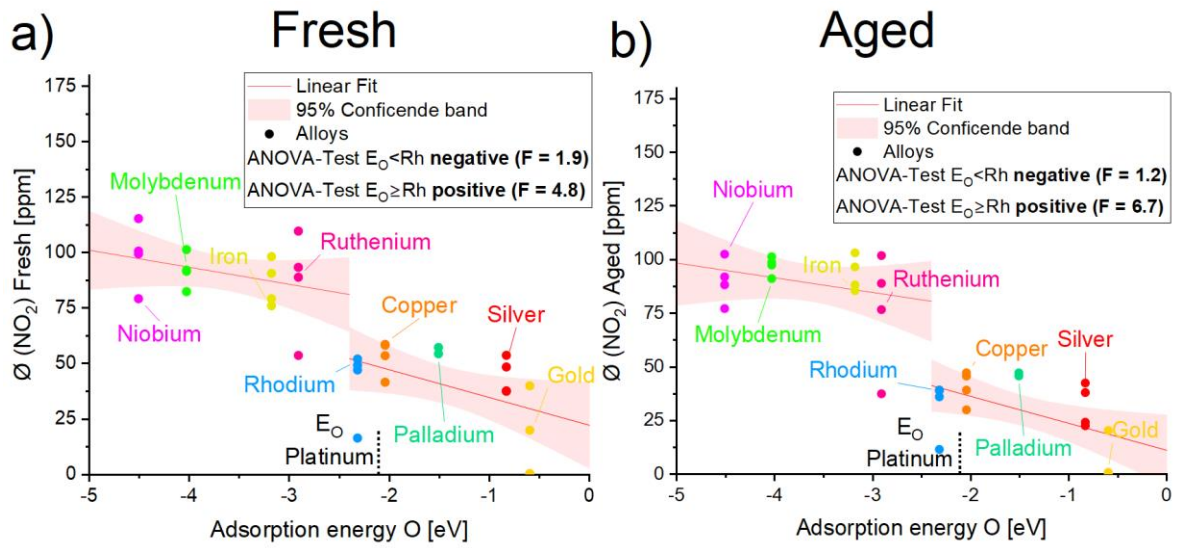 a)
Fresh
Ø (NO2) Fresh [ppm]
175
150
125
100
75
50
25
0
Linear Fit
95% Conficende band
Alloys
ANOVA-Test EO<Rh negative (F = 1.9)
ANOVA-Test EO≥Rh positive (F = 4.8)
Molybdenum
Iron
Ruthenium
Niobium
Copper
Silver
Rhodium
Gold
Palladium
EO
Platinum
-5
-4
-3
-2
-1
0
Adsorption energy O [eV]
b)
Aged
Ø (NO2) Aged [ppm]
175
150
125
100
75
50
25
0
Linear Fit
95% Conficende band
Alloys
ANOVA-Test EO<Rh negative (F = 1.2)
ANOVA-Test EO≥Rh positive (F = 6.7)
Niobium
Iron
Ruthenium
Molybdenum
Copper
Silver
Rhodium
Gold
Palladium
EO
Platinum
-5
-4
-3
-2
-1
0
Adsorption energy O [eV]